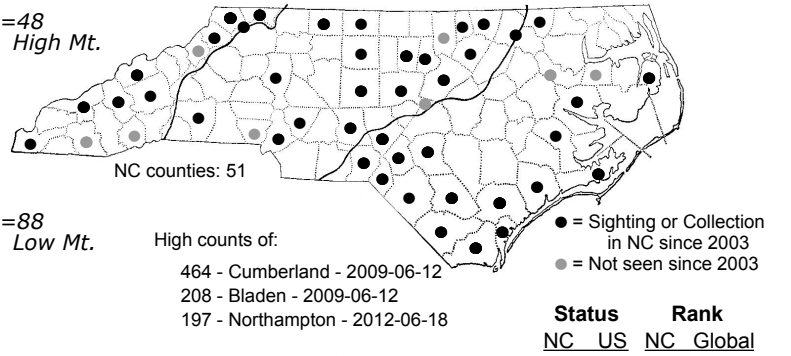 =48
High Mt.
NC counties: 51
=88
Low Mt.
High counts of:
464 - Cumberland - 2009-06-12
208 - Bladen - 2009-06-12
197 - Northampton - 2012-06-18
= Sighting or Collection
in NC since 2003
= Not seen since 2003
Status Rank
NC US NC Global